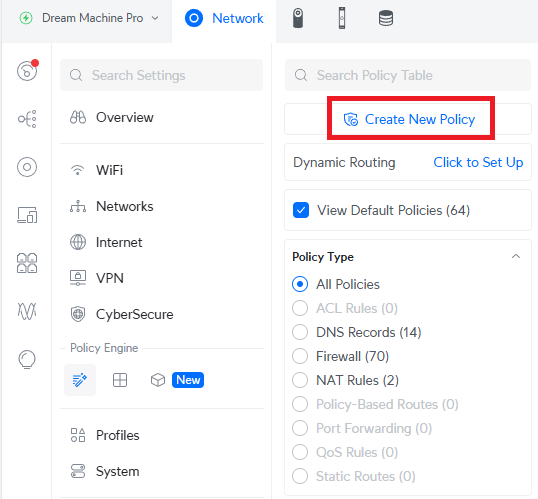 Dream Machine Pro
Network
Search Settings
Overview
WiFi
Networks
Internet
VPN
CyberSecure
Policy Engine
New
Profiles
System
Search Policy Table
Create New Policy
Dynamic Routing Click to Set Up
View Default Policies (64)
Policy Type
All Policies
ACL Rules (0)
DNS Records (14)
Firewall (70)
NAT Rules (2)
Policy-Based Routes (0)
Port Forwarding (0)
QoS Rules (0)
Static Routes (0)